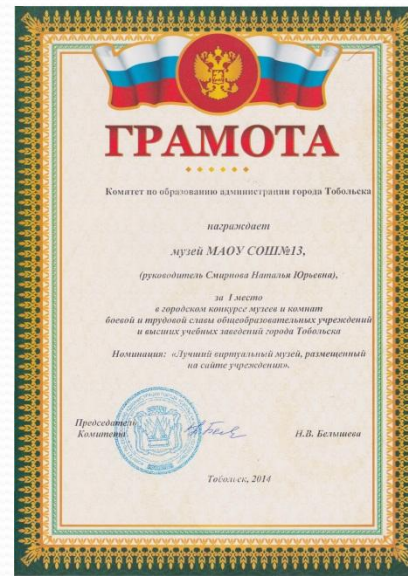 ГРАМОТА
Комитет по образованию администрации города Тобольска
награждает
музей МАОУ СОШ№13,
(руководитель Смирнова Наталья Юрьевна),
за I место
в городском конкурсе музеев и комнат
боевой и трудовой славы общеобразовательных учреждений
и высших учебных заведений города Тобольска
Номинация: «Лучший виртуальный музей, размещенный
на сайте учреждения».
Председатель
Комитета
Н.В. Белышева
Тобольск, 2014